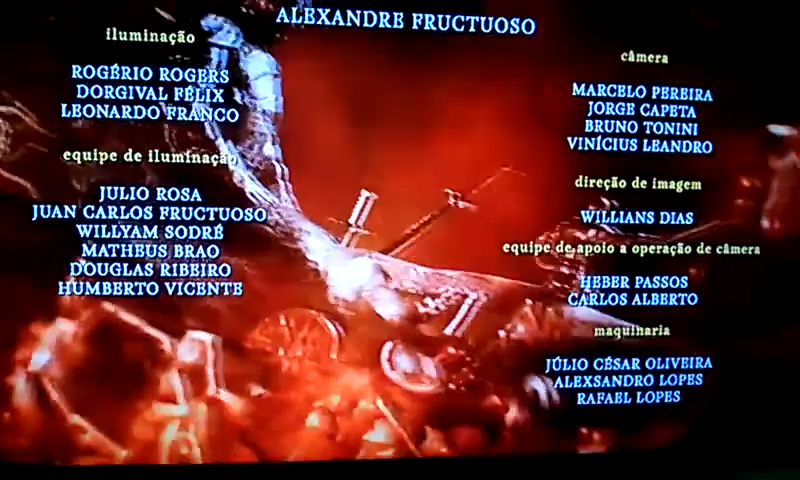 ALEXANDRE FRUCTUOSO
iluminação
ROGÉRIO ROGERS
DORGIVAL FÉLIX
LEONARDO FRANCO
equipe de iluminação
JULIO ROSA
JUAN CARLOS FRUCTUOSO
WILLYAM SODRÉ
MATHEUS BRAO
DOUGLAS RIBEIRO
HUMBERTO VICENTE
câmera
MARCELO PEREIRA
JORGE CAPETA
BRUNO TONINI
VINÍCIUS LEANDRO
direção de imagem
WILLIANS DIAS
equipe de apoio a operação de câmera
HEBER PASSOS
CARLOS ALBERTO
maquinaria
JÚLIO CÉSAR OLIVEIRA
ALEXSANDRO LOPES
RAFAEL LOPES